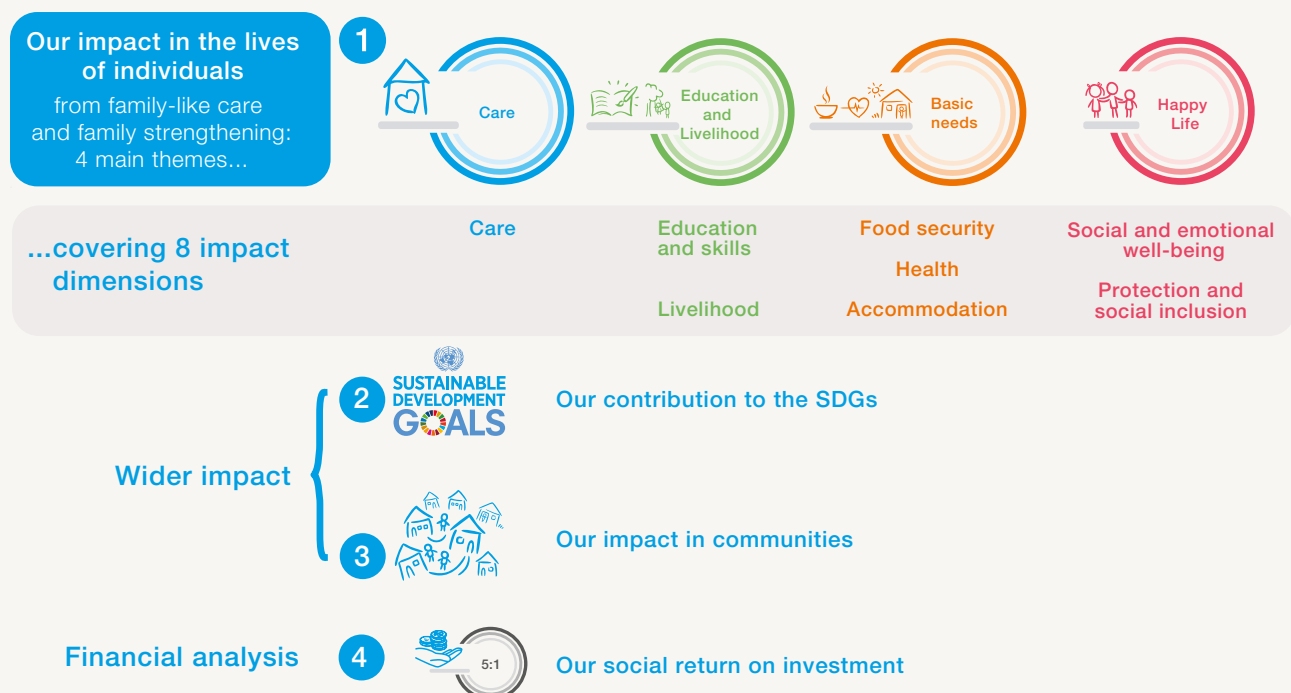 Our impact in the lives
of individuals
from family-like care
and family strengthening:
4 main themes...
1
Care
Education
and
Livelihood
Basic
needs
Happy
Life
...covering 8 impact
dimensions
Care
Education
and skills
Livelihood
Food security
Health
Accommodation
Social and emotional
well-being
Protection and
social inclusion
Wider impact
2
SUSTAINABLE
DEVELOPMENT
GOALS
Our contribution to the SDGs
3
Our impact in communities
Financial analysis
4
5:1
Our social return on investment